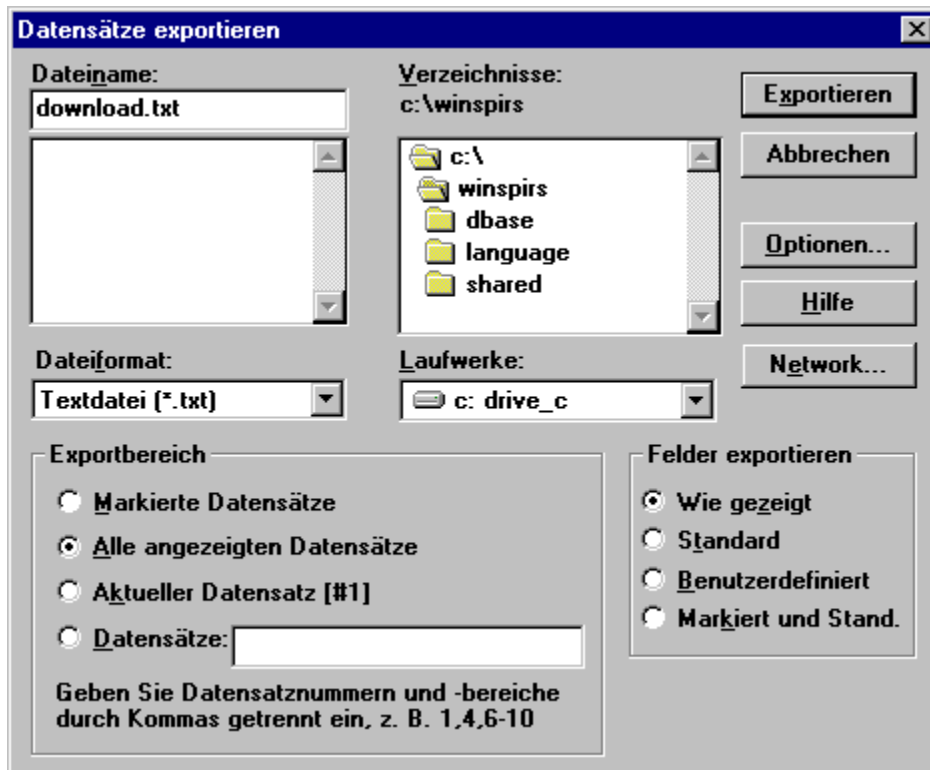 Datensätze exportieren
Dateiname:
download.txt
Verzeichnisse:
c:\winspirs
c:\
winspirs
dbase
language
shared
Exportieren
Abbrechen
Optionen...
Hilfe
Network...
Dateiformat:
Textdatei (*.txt)
Laufwerke:
c: drive_c
Exportbereich
Markierte Datensätze
Alle angezeigten Datensätze
Aktueller Datensatz [#1]
Datensätze:
Geben Sie Datensatznummern und -bereiche
durch Kommas getrennt ein, z. B. 1,4,6-10
Felder exportieren
Wie gezeigt
Standard
Benutzerdefiniert
Markiert und Stand.